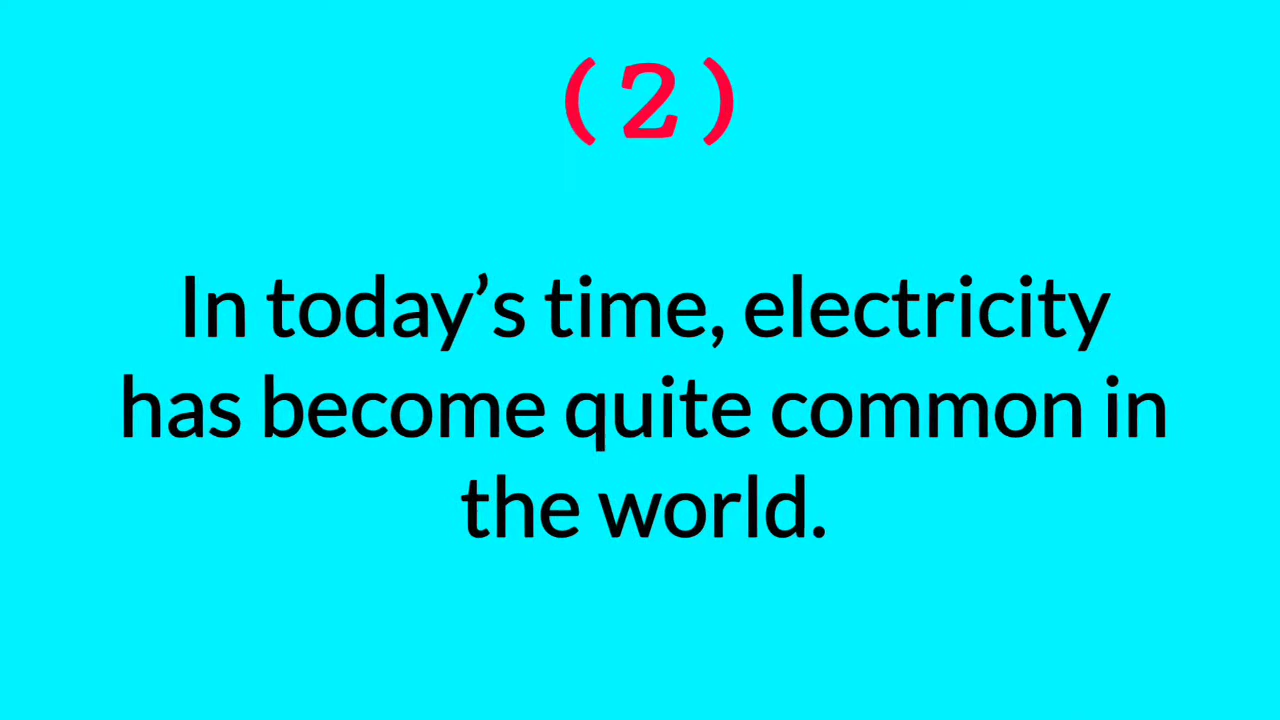 ( 2 )
In today’s time, electricity
has become quite common in
the world.